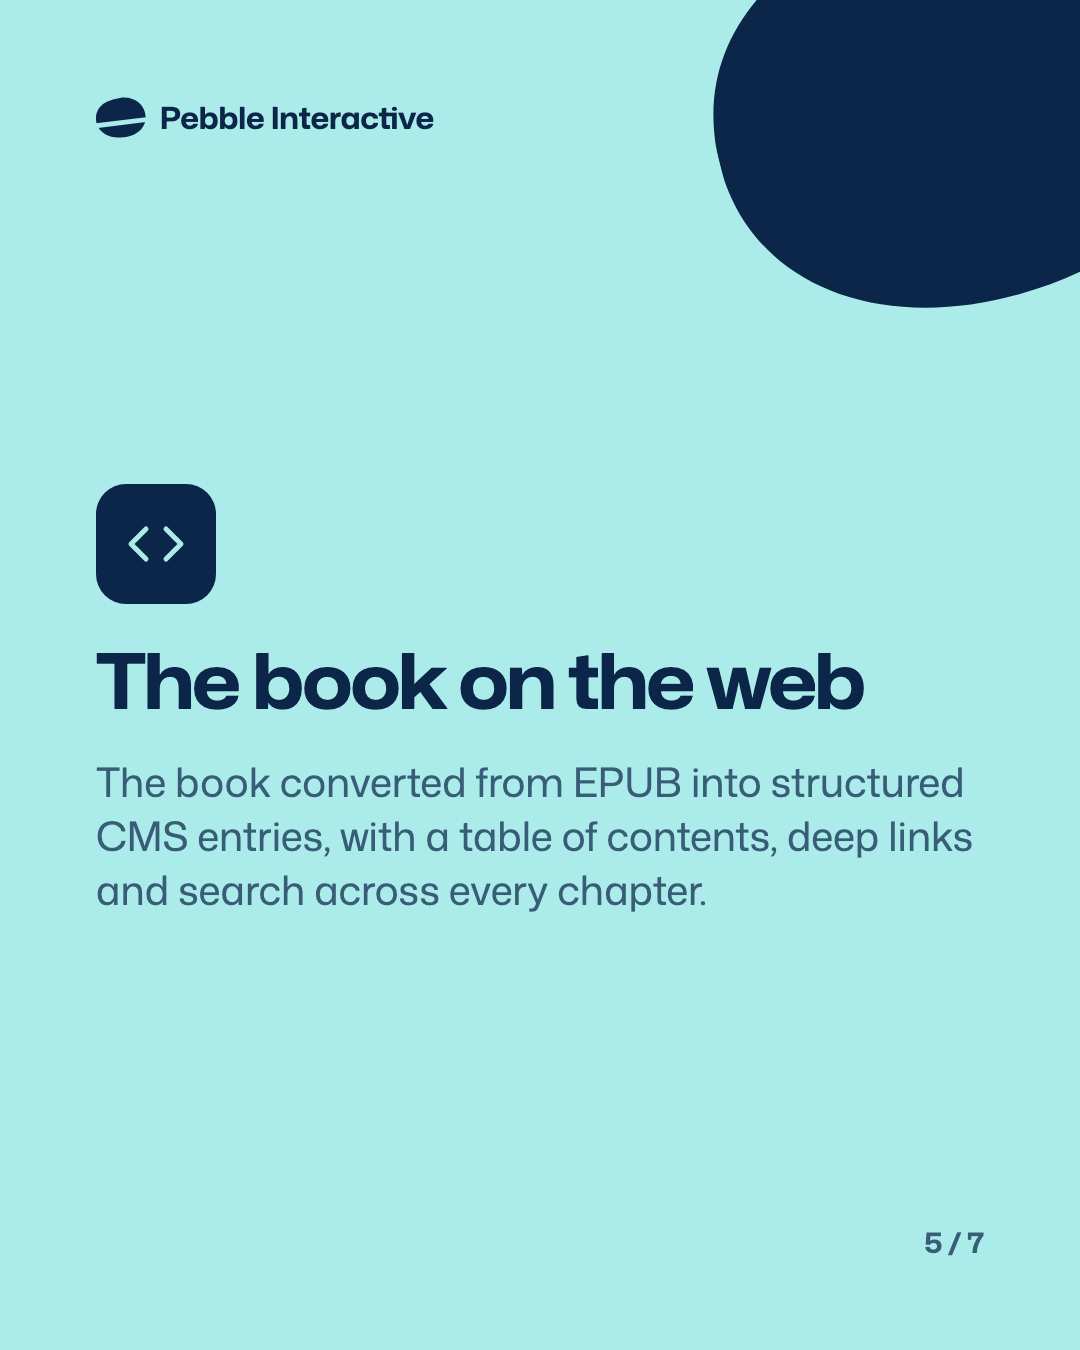 Pebble Interactive
The book on the web
The book converted from EPUB into structured
CMS entries, with a table of contents, deep links
and search across every chapter.
5 / 7